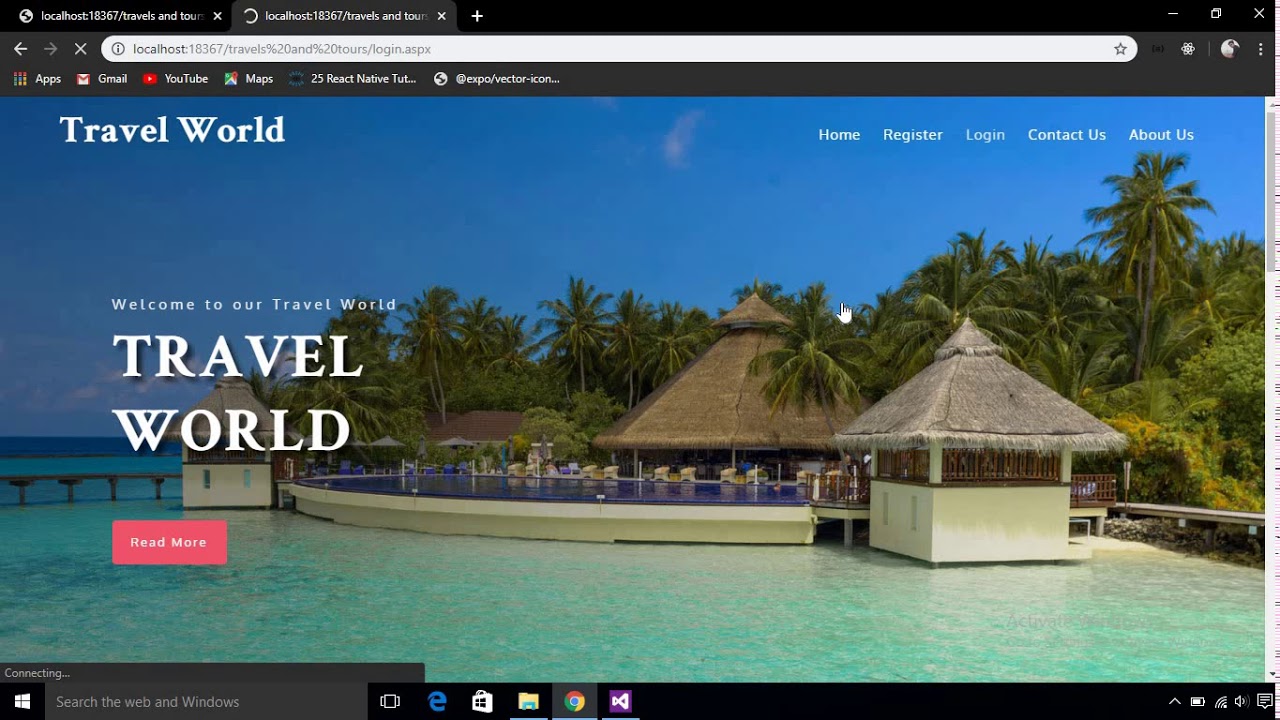 localhost:18367/travels and tours
localhost:18367/travels and tours
localhost:18367/travels%20and%20tours/login.aspx
Apps
Gmail
YouTube
Maps
25 React Native Tut...
@expo/vector-icon...
Travel World
Home
Register
Login
Contact Us
About Us
Welcome to our Travel World
TRAVEL
WORLD
Read More
Connecting...
Search the web and Windows